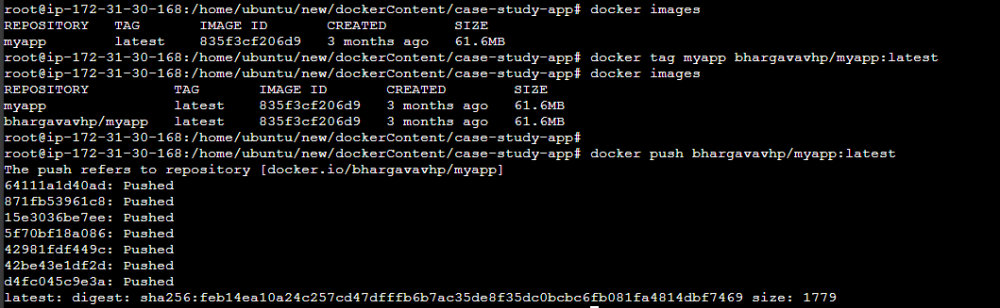 root@ip-172-31-30-168:/home/ubuntu/new/dockerContent/case-study-app# docker images
REPOSITORY   TAG       IMAGE ID       CREATED        SIZE
myapp        latest    835f3cf206d9   3 months ago   61.6MB
root@ip-172-31-30-168:/home/ubuntu/new/dockerContent/case-study-app# docker tag myapp bhargavavhp/myapp:latest
root@ip-172-31-30-168:/home/ubuntu/new/dockerContent/case-study-app# docker images
REPOSITORY          TAG       IMAGE ID       CREATED        SIZE
myapp               latest    835f3cf206d9   3 months ago   61.6MB
bhargavavhp/myapp   latest    835f3cf206d9   3 months ago   61.6MB
root@ip-172-31-30-168:/home/ubuntu/new/dockerContent/case-study-app#
root@ip-172-31-30-168:/home/ubuntu/new/dockerContent/case-study-app# docker push bhargavavhp/myapp:latest
The push refers to repository [docker.io/bhargavavhp/myapp]
64111a1d40ad: Pushed
871fb53961c8: Pushed
15e3036be7ee: Pushed
5f70bf18a086: Pushed
42981fdf449c: Pushed
42be43e1df2d: Pushed
d4fc045c9e3a: Pushed
latest: digest: sha256:feb14ea10a24c257cd47dfffb6b7ac35de8f35dc0bcbc6fb081fa4814dbf7469 size: 1779